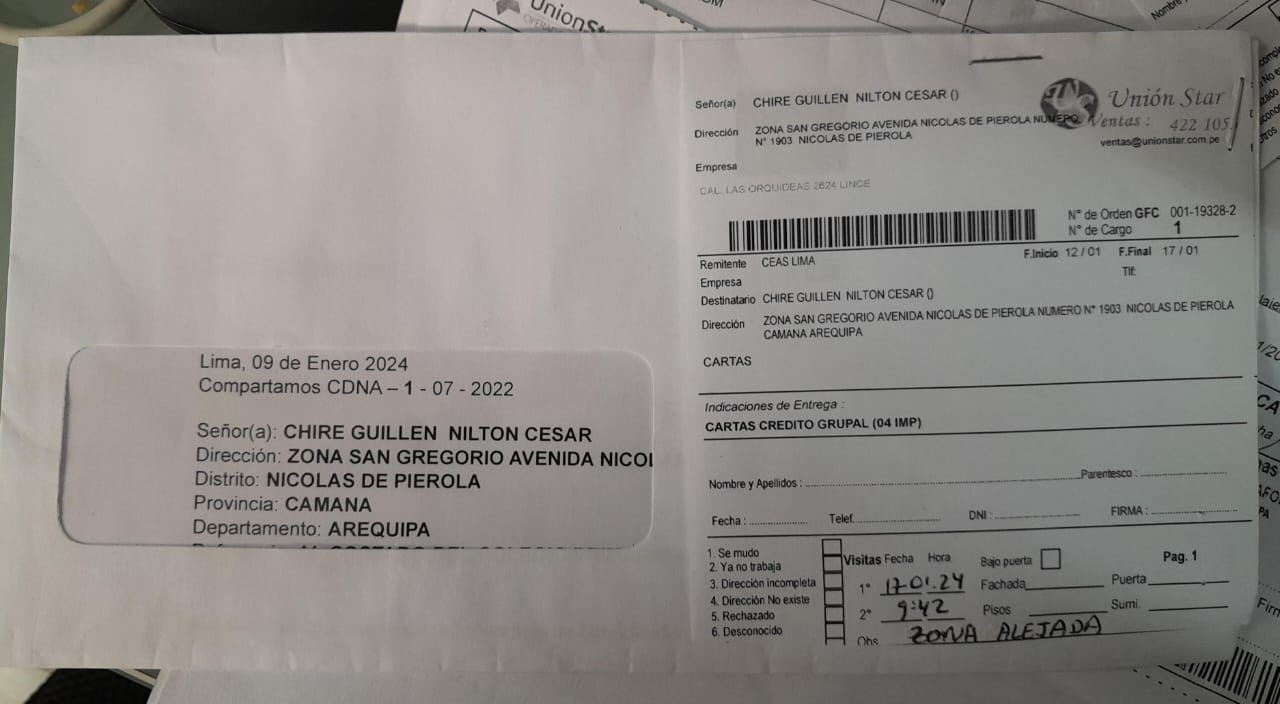 UnionSt
Lima, 09 de Enero 2024
Compartamos CDNA – 1 - 07 - 2022
Señor(a): CHIRE GUILLEN NILTON CESAR
Dirección: ZONA SAN GREGORIO AVENIDA NICOL
Distrito: NICOLAS DE PIEROLA
Provincia: CAMANA
Departamento: AREQUIPA
Señor(a) CHIRE GUILLEN NILTON CESAR ()
Unión Star
Ventas : 422 105
ventas@unionstar.com.pe
Dirección ZONA SAN GREGORIO AVENIDA NICOLAS DE PIEROLA NUMERO
N° 1903 NICOLAS DE PIEROLA
Empresa
CAL. LAS ORQUIDEAS 2624 LINCE
N° de Orden GFC 001-19328-2
N° de Cargo 1
Remitente CEAS LIMA F.Inicio 12 / 01 F.Final 17 / 01
Empresa Tlf:
Destinatario CHIRE GUILLEN NILTON CESAR ()
Dirección ZONA SAN GREGORIO AVENIDA NICOLAS DE PIEROLA NUMERO N° 1903 NICOLAS DE PIEROLA
CAMANA AREQUIPA
CARTAS
Indicaciones de Entrega :
CARTAS CREDITO GRUPAL (04 IMP)
Nombre y Apellidos : Parentesco :
Fecha : Telef. DNI : FIRMA :
1. Se mudo
2. Ya no trabaja
3. Dirección incompleta
4. Dirección No existe
5. Rechazado
6. Desconocido
Visitas Fecha Hora Bajo puerta Pag. 1
1° 17.01.24 Fachada Puerta
2° 9:42 Pisos Sumi.
Obs ZONA ALEJADA